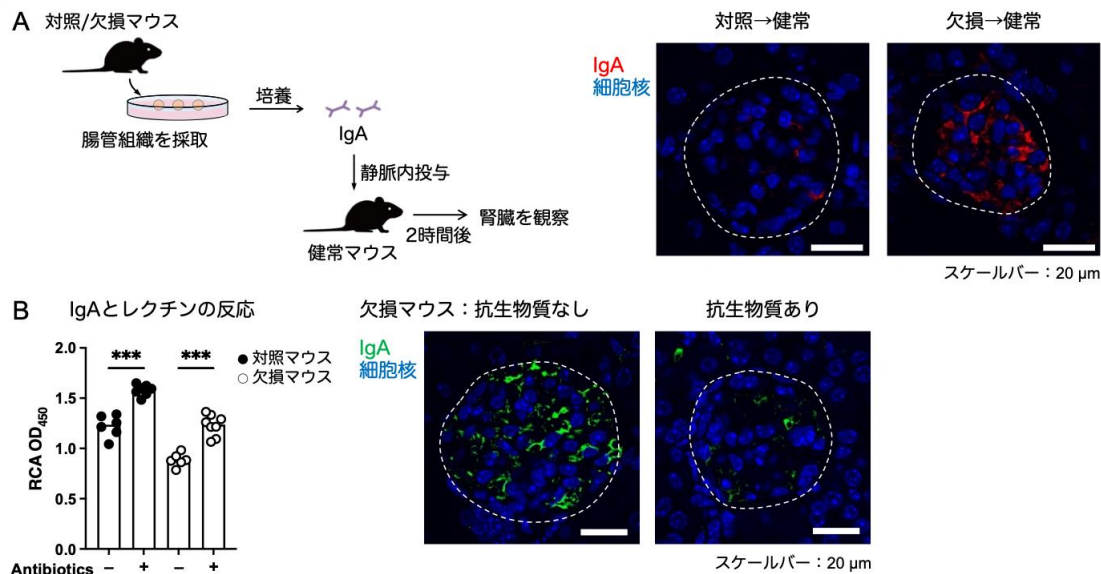 A
対照/欠損マウス
腸管組織を採取
培養
IgA
静脈内投与
健常マウス
2時間後
腎臓を観察
対照→健常
欠損→健常
IgA
細胞核
スケールバー：20 μm
B
IgAとレクチンの反応
RCA OD450
2.0
1.5
1.0
0.5
0.0
***
***
対照マウス
欠損マウス
Antibiotics − + − +
欠損マウス：抗生物質なし
抗生物質あり
IgA
細胞核
スケールバー：20 μm